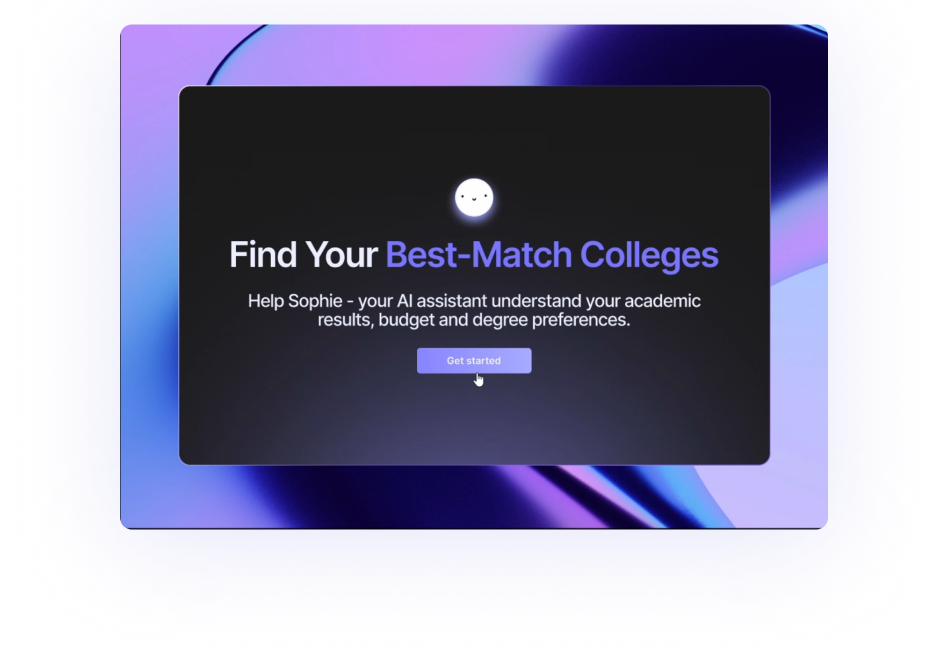 Find Your Best-Match Colleges
Help Sophie - your AI assistant understand your academic
results, budget and degree preferences.
Get started